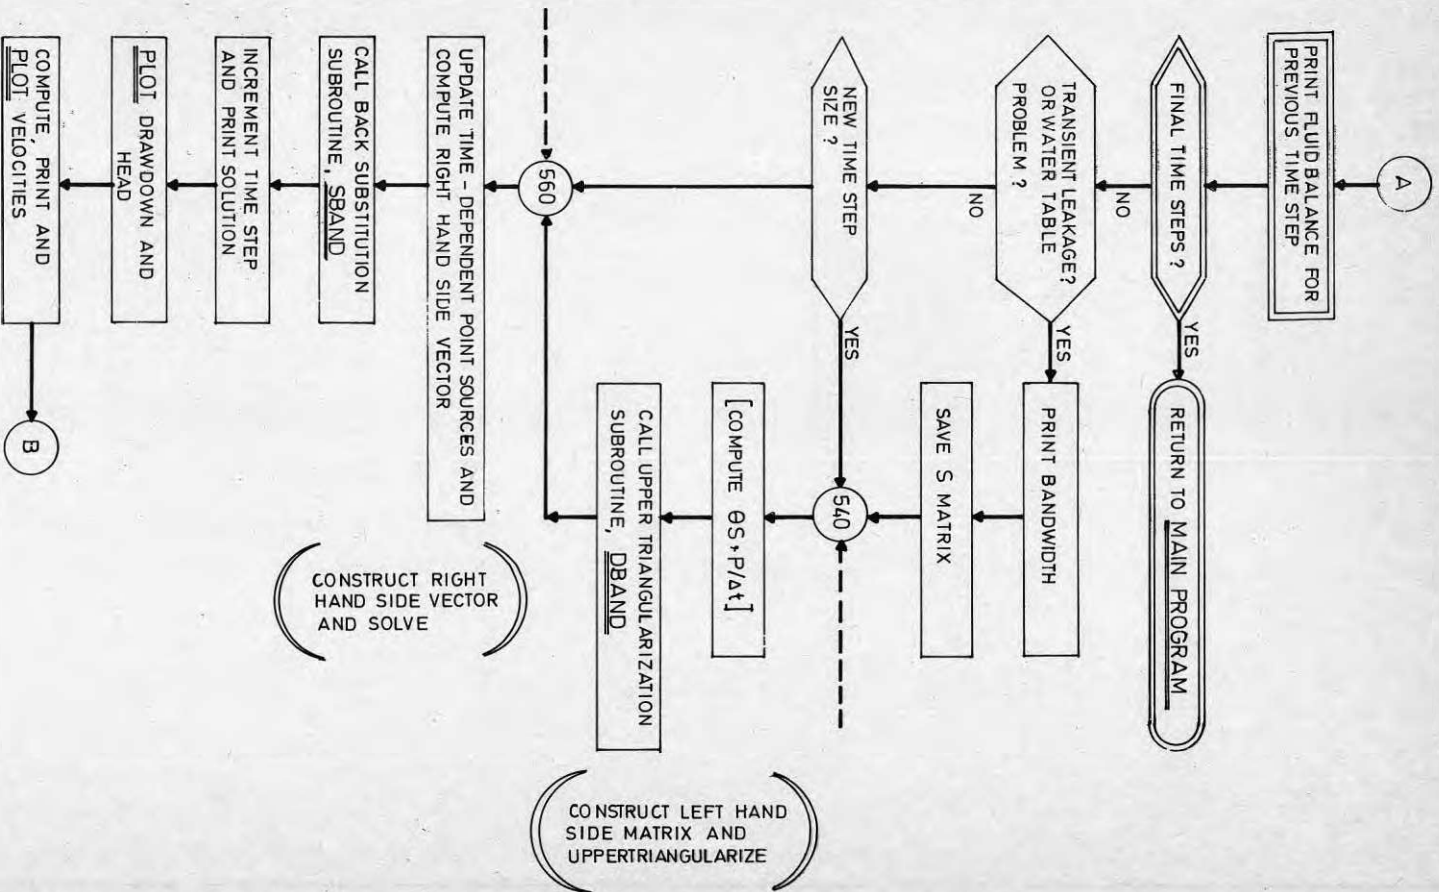 A
PRINT FLUID BALANCE FOR
PREVIOUS TIME STEP
FINAL TIME STEPS?
YES
RETURN TO MAIN PROGRAM
NO
TRANSIENT LEAKAGE?
OR WATER TABLE
PROBLEM ?
YES
PRINT BANDWIDTH
NO
SAVE S MATRIX
NEW TIME STEP
SIZE ?
YES
540
[COMPUTE θS + P/Δt]
CALL UPPER TRIANGULARIZATION
SUBROUTINE, DBAND
560
UPDATE TIME - DEPENDENT POINT SOURCES AND
COMPUTE RIGHT HAND SIDE VECTOR
CALL BACK SUBSTITUTION
SUBROUTINE, SBAND
INCREMENT TIME STEP
AND PRINT SOLUTION
PLOT DRAWDOWN AND
HEAD
COMPUTE, PRINT AND
PLOT VELOCITIES
B
CONSTRUCT RIGHT
HAND SIDE VECTOR
AND SOLVE
CONSTRUCT LEFT HAND
SIDE MATRIX AND
UPPERTRIANGULARIZE